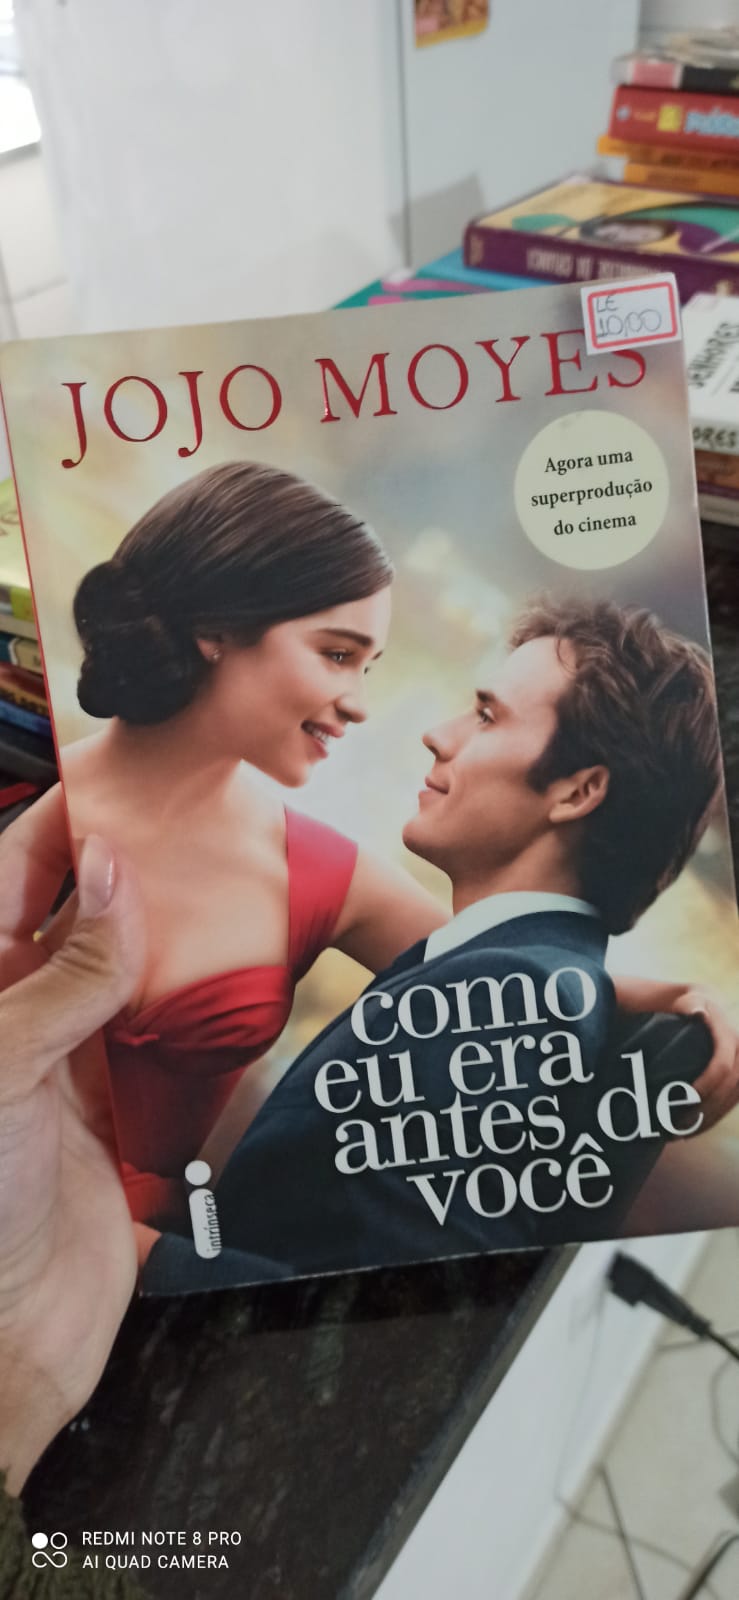 LE
10,00
JOJO MOYES
Agora uma
superprodução
do cinema
como
eu era
antes de
você
intrínseca
REDMI NOTE 8 PRO
AI QUAD CAMERA